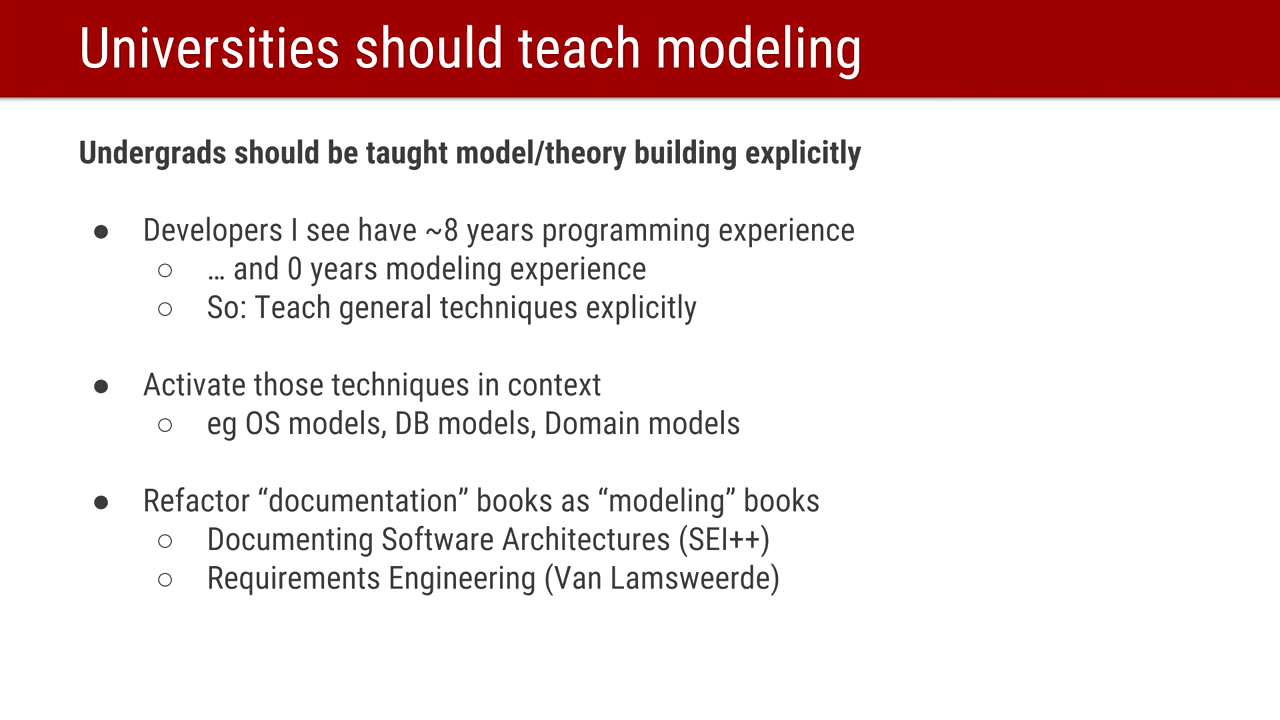 Universities should teach modeling
Undergrads should be taught model/theory building explicitly
● Developers I see have ~8 years programming experience
○ … and 0 years modeling experience
○ So: Teach general techniques explicitly
● Activate those techniques in context
○ eg OS models, DB models, Domain models
● Refactor “documentation” books as “modeling” books
○ Documenting Software Architectures (SEI++)
○ Requirements Engineering (Van Lamsweerde)